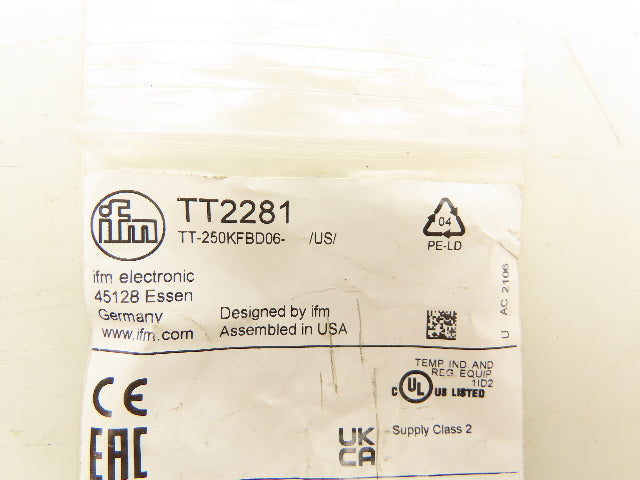 ifm
TT2281
TT-250KFBD06- /US/
04
PE-LD
ifm electronic
45128 Essen
Germany
www.ifm.com
Designed by ifm
Assembled in USA
U AC 2106
CE
TEMP. IND. AND
REG. EQUIP.
1ID2
C UL US LISTED
EAC
UK
CA
Supply Class 2